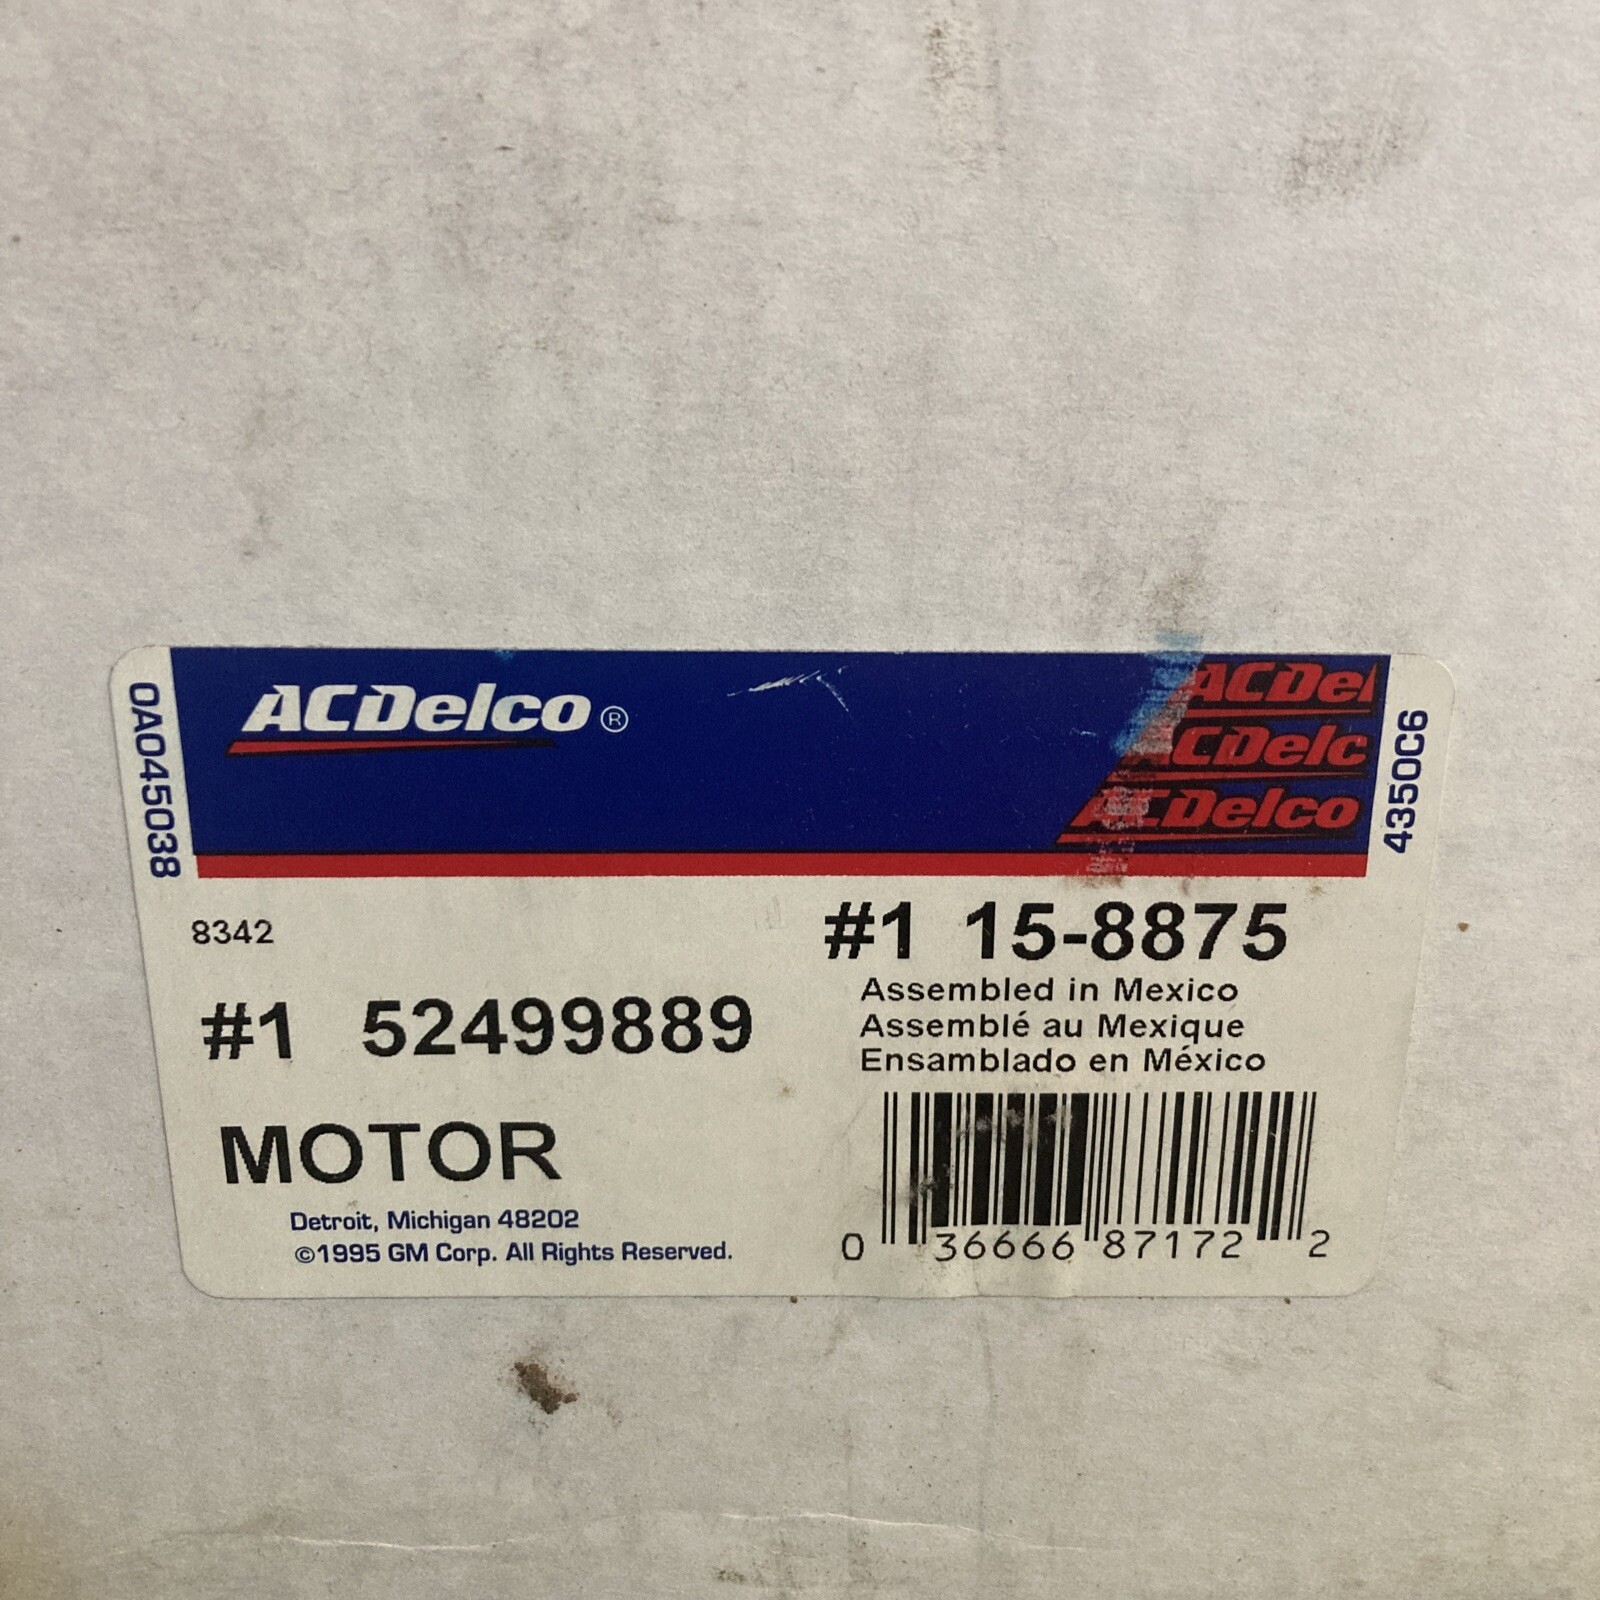 ACDelco®
ACDel
ACDelc
ACDelco
0A045038
4350C6
8342
#1 15-8875
Assembled in Mexico
Assemblé au Mexique
Ensamblado en México
#1 52499889
MOTOR
Detroit, Michigan 48202
©1995 GM Corp. All Rights Reserved.
0 36666 87172 2